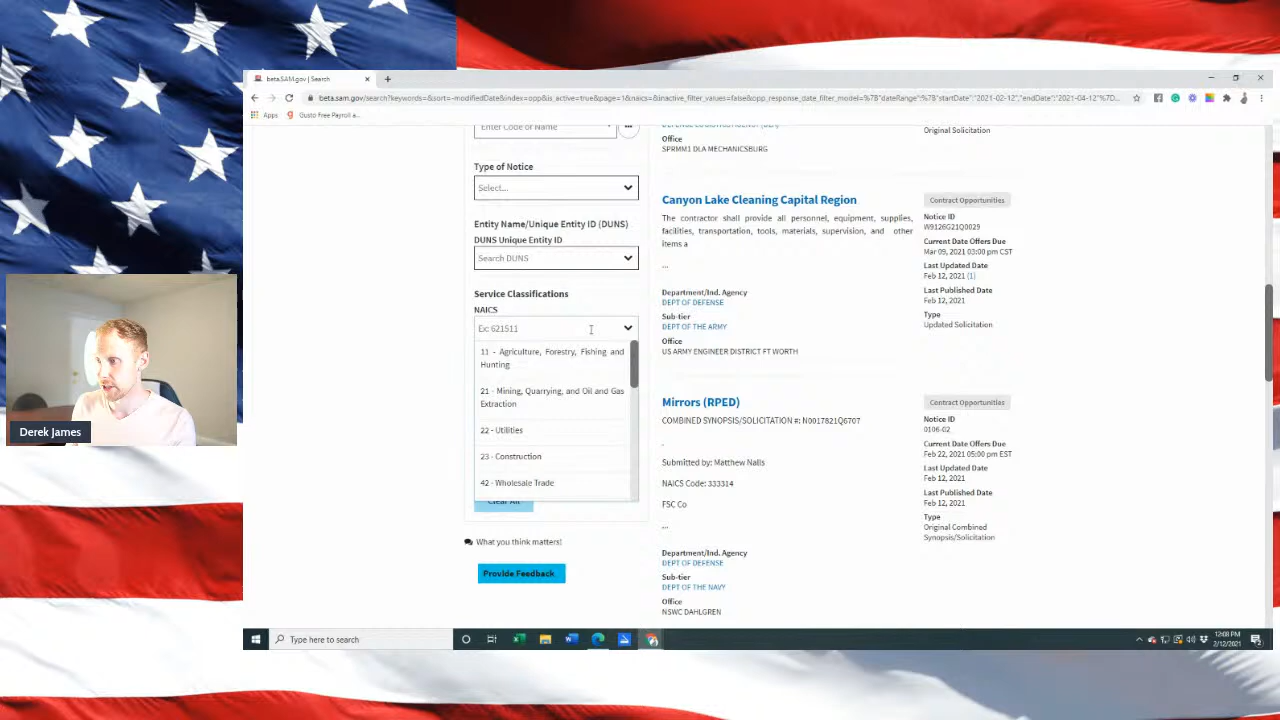 beta.SAM.gov | Search
Apps
Gusto Free Payroll a...
Enter Code or Name
Type of Notice
Select...
Entity Name/Unique Entity ID (DUNS)
DUNS Unique Entity ID
Search DUNS
Service Classifications
NAICS
Ex: 621511
11 - Agriculture, Forestry, Fishing and
Hunting
21 - Mining, Quarrying, and Oil and Gas
Extraction
22 - Utilities
23 - Construction
42 - Wholesale Trade
Clear All
What you think matters!
Provide Feedback
Office
SPRMM1 DLA MECHANICSBURG
Original Solicitation
Canyon Lake Cleaning Capital Region
The contractor shall provide all personnel, equipment, supplies,
facilities, transportation, tools, materials, supervision, and other
items a
...
Department/Ind. Agency
DEPT OF DEFENSE
Sub-tier
DEPT OF THE ARMY
Office
US ARMY ENGINEER DISTRICT FT WORTH
Contract Opportunities
Notice ID
W9126G21Q0029
Current Date Offers Due
Mar 09, 2021 03:00 pm CST
Last Updated Date
Feb 12, 2021 (1)
Last Published Date
Feb 12, 2021
Type
Updated Solicitation
Mirrors (RPED)
COMBINED SYNOPSIS/SOLICITATION #: N0017821Q6707
.
Submitted by: Matthew Nalls
NAICS Code: 333314
FSC Co
...
Department/Ind. Agency
DEPT OF DEFENSE
Sub-tier
DEPT OF THE NAVY
Office
NSWC DAHLGREN
Contract Opportunities
Notice ID
0106-02
Current Date Offers Due
Feb 22, 2021 05:00 pm EST
Last Updated Date
Feb 12, 2021
Last Published Date
Feb 12, 2021
Type
Original Combined
Synopsis/Solicitation
Derek James
Type here to search
12:08 PM
2/12/2021